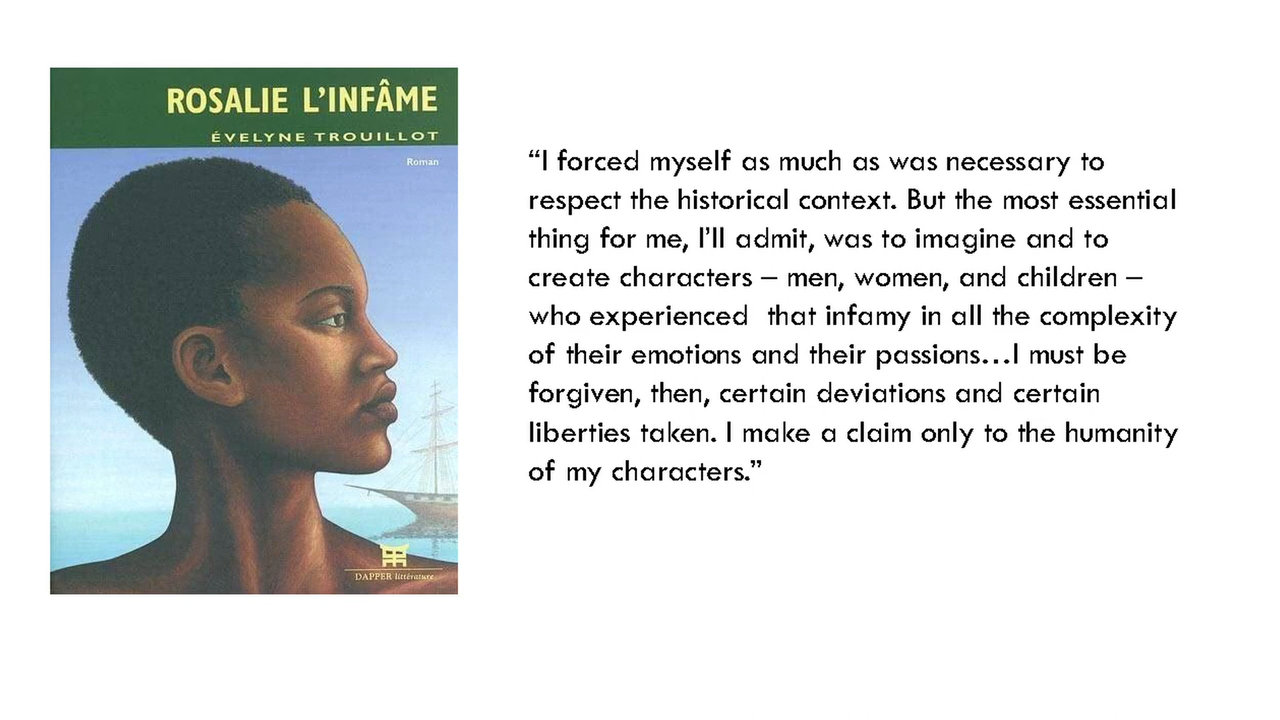 ROSALIE L'INFÂME
ÉVELYNE TROUILLOT
Roman
DAPPER littérature
“I forced myself as much as was necessary to
respect the historical context. But the most essential
thing for me, I’ll admit, was to imagine and to
create characters – men, women, and children –
who experienced  that infamy in all the complexity
of their emotions and their passions…I must be
forgiven, then, certain deviations and certain
liberties taken. I make a claim only to the humanity
of my characters.”